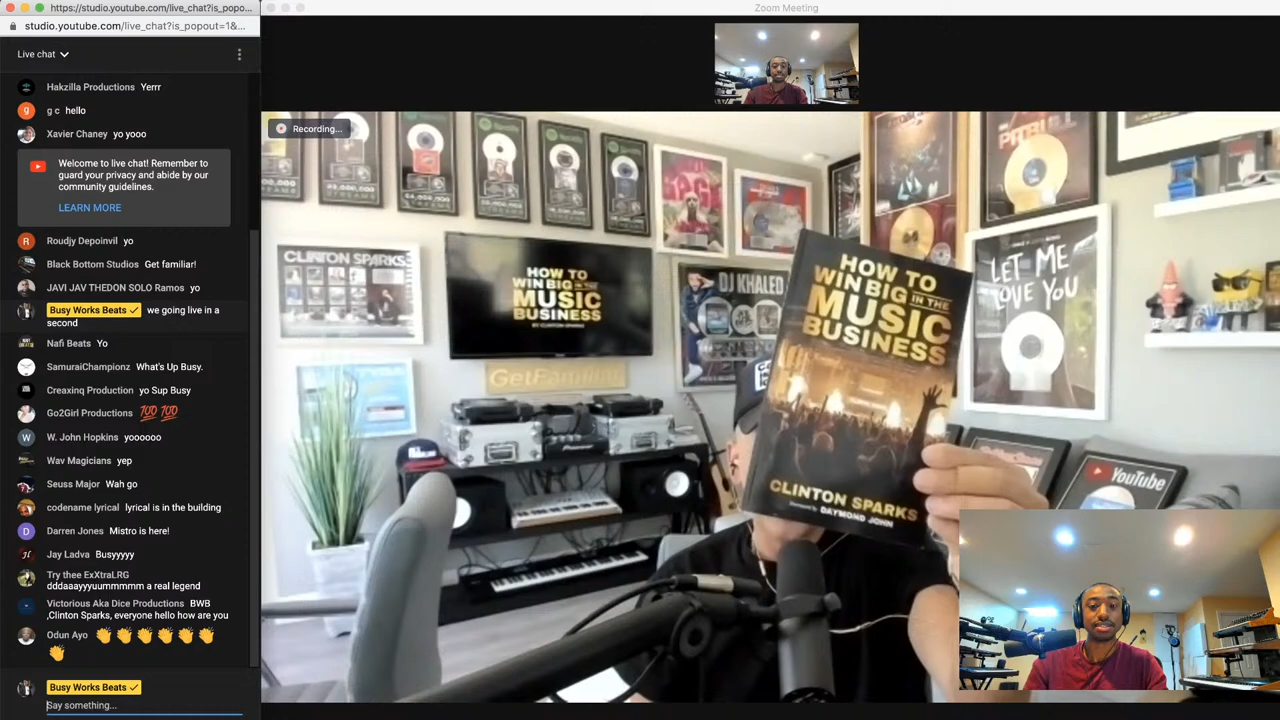 https://studio.youtube.com/live_chat?is_popo...
studio.youtube.com/live_chat?is_popout=1&...
Live chat
Hakzilla Productions Yerrr
g c hello
Xavier Chaney yo yooo
Welcome to live chat! Remember to
guard your privacy and abide by our
community guidelines.
LEARN MORE
Roudjy Depoinvil yo
Black Bottom Studios Get familiar!
JAVI JAV THEDON SOLO Ramos yo
Busy Works Beats ✓ we going live in a
second
Nafi Beats Yo
SamuraiChampionz What's Up Busy.
Creaxinq Production yo Sup Busy
Go2Girl Productions 💯💯
W. John Hopkins yoooooo
Wav Magicians yep
Seuss Major Wah go
codename lyrical lyrical is in the building
Darren Jones Mistro is here!
Jay Ladva Busyyyyy
Try thee ExXtraLRG
dddaaayyyuummmmm a real legend
Victorious Aka Dice Productions BWB
,Clinton Sparks, everyone hello how are you
Odun Ayo 👏👏👏👏👏👏
👏
Busy Works Beats ✓
Say something...
Zoom Meeting
Recording...
PITBULL
CLINTON SPARKS
HOW TO
WIN BIG IN THE
MUSIC
BUSINESS
BY CLINTON SPARKS
GetFamiliar
DJ KHALED
HOW TO
WIN BIG IN THE
MUSIC
BUSINESS
CLINTON SPARKS
Foreword by DAYMOND JOHN
LET ME
LOVE YOU
YouTube